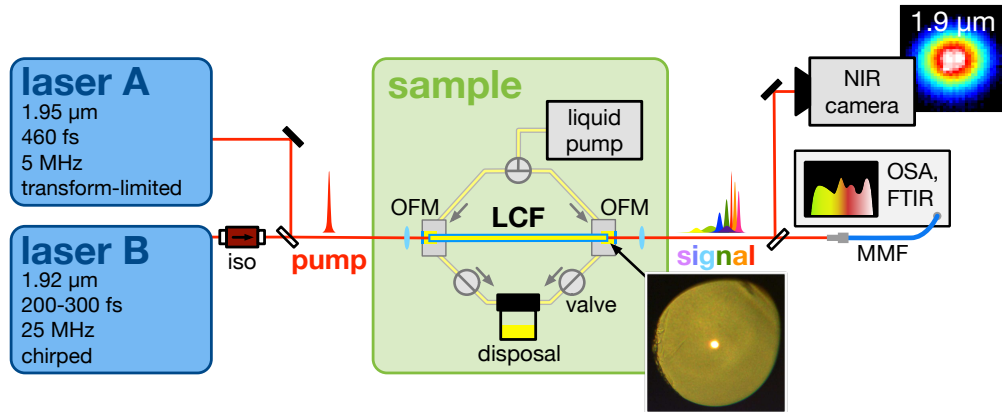 laser A
1.95 µm
460 fs
5 MHz
transform-limited
laser B
1.92 µm
200-300 fs
25 MHz
chirped
iso
pump
sample
liquid
pump
OFM
LCF
OFM
valve
disposal
signal
1.9 µm
NIR
camera
OSA,
FTIR
MMF